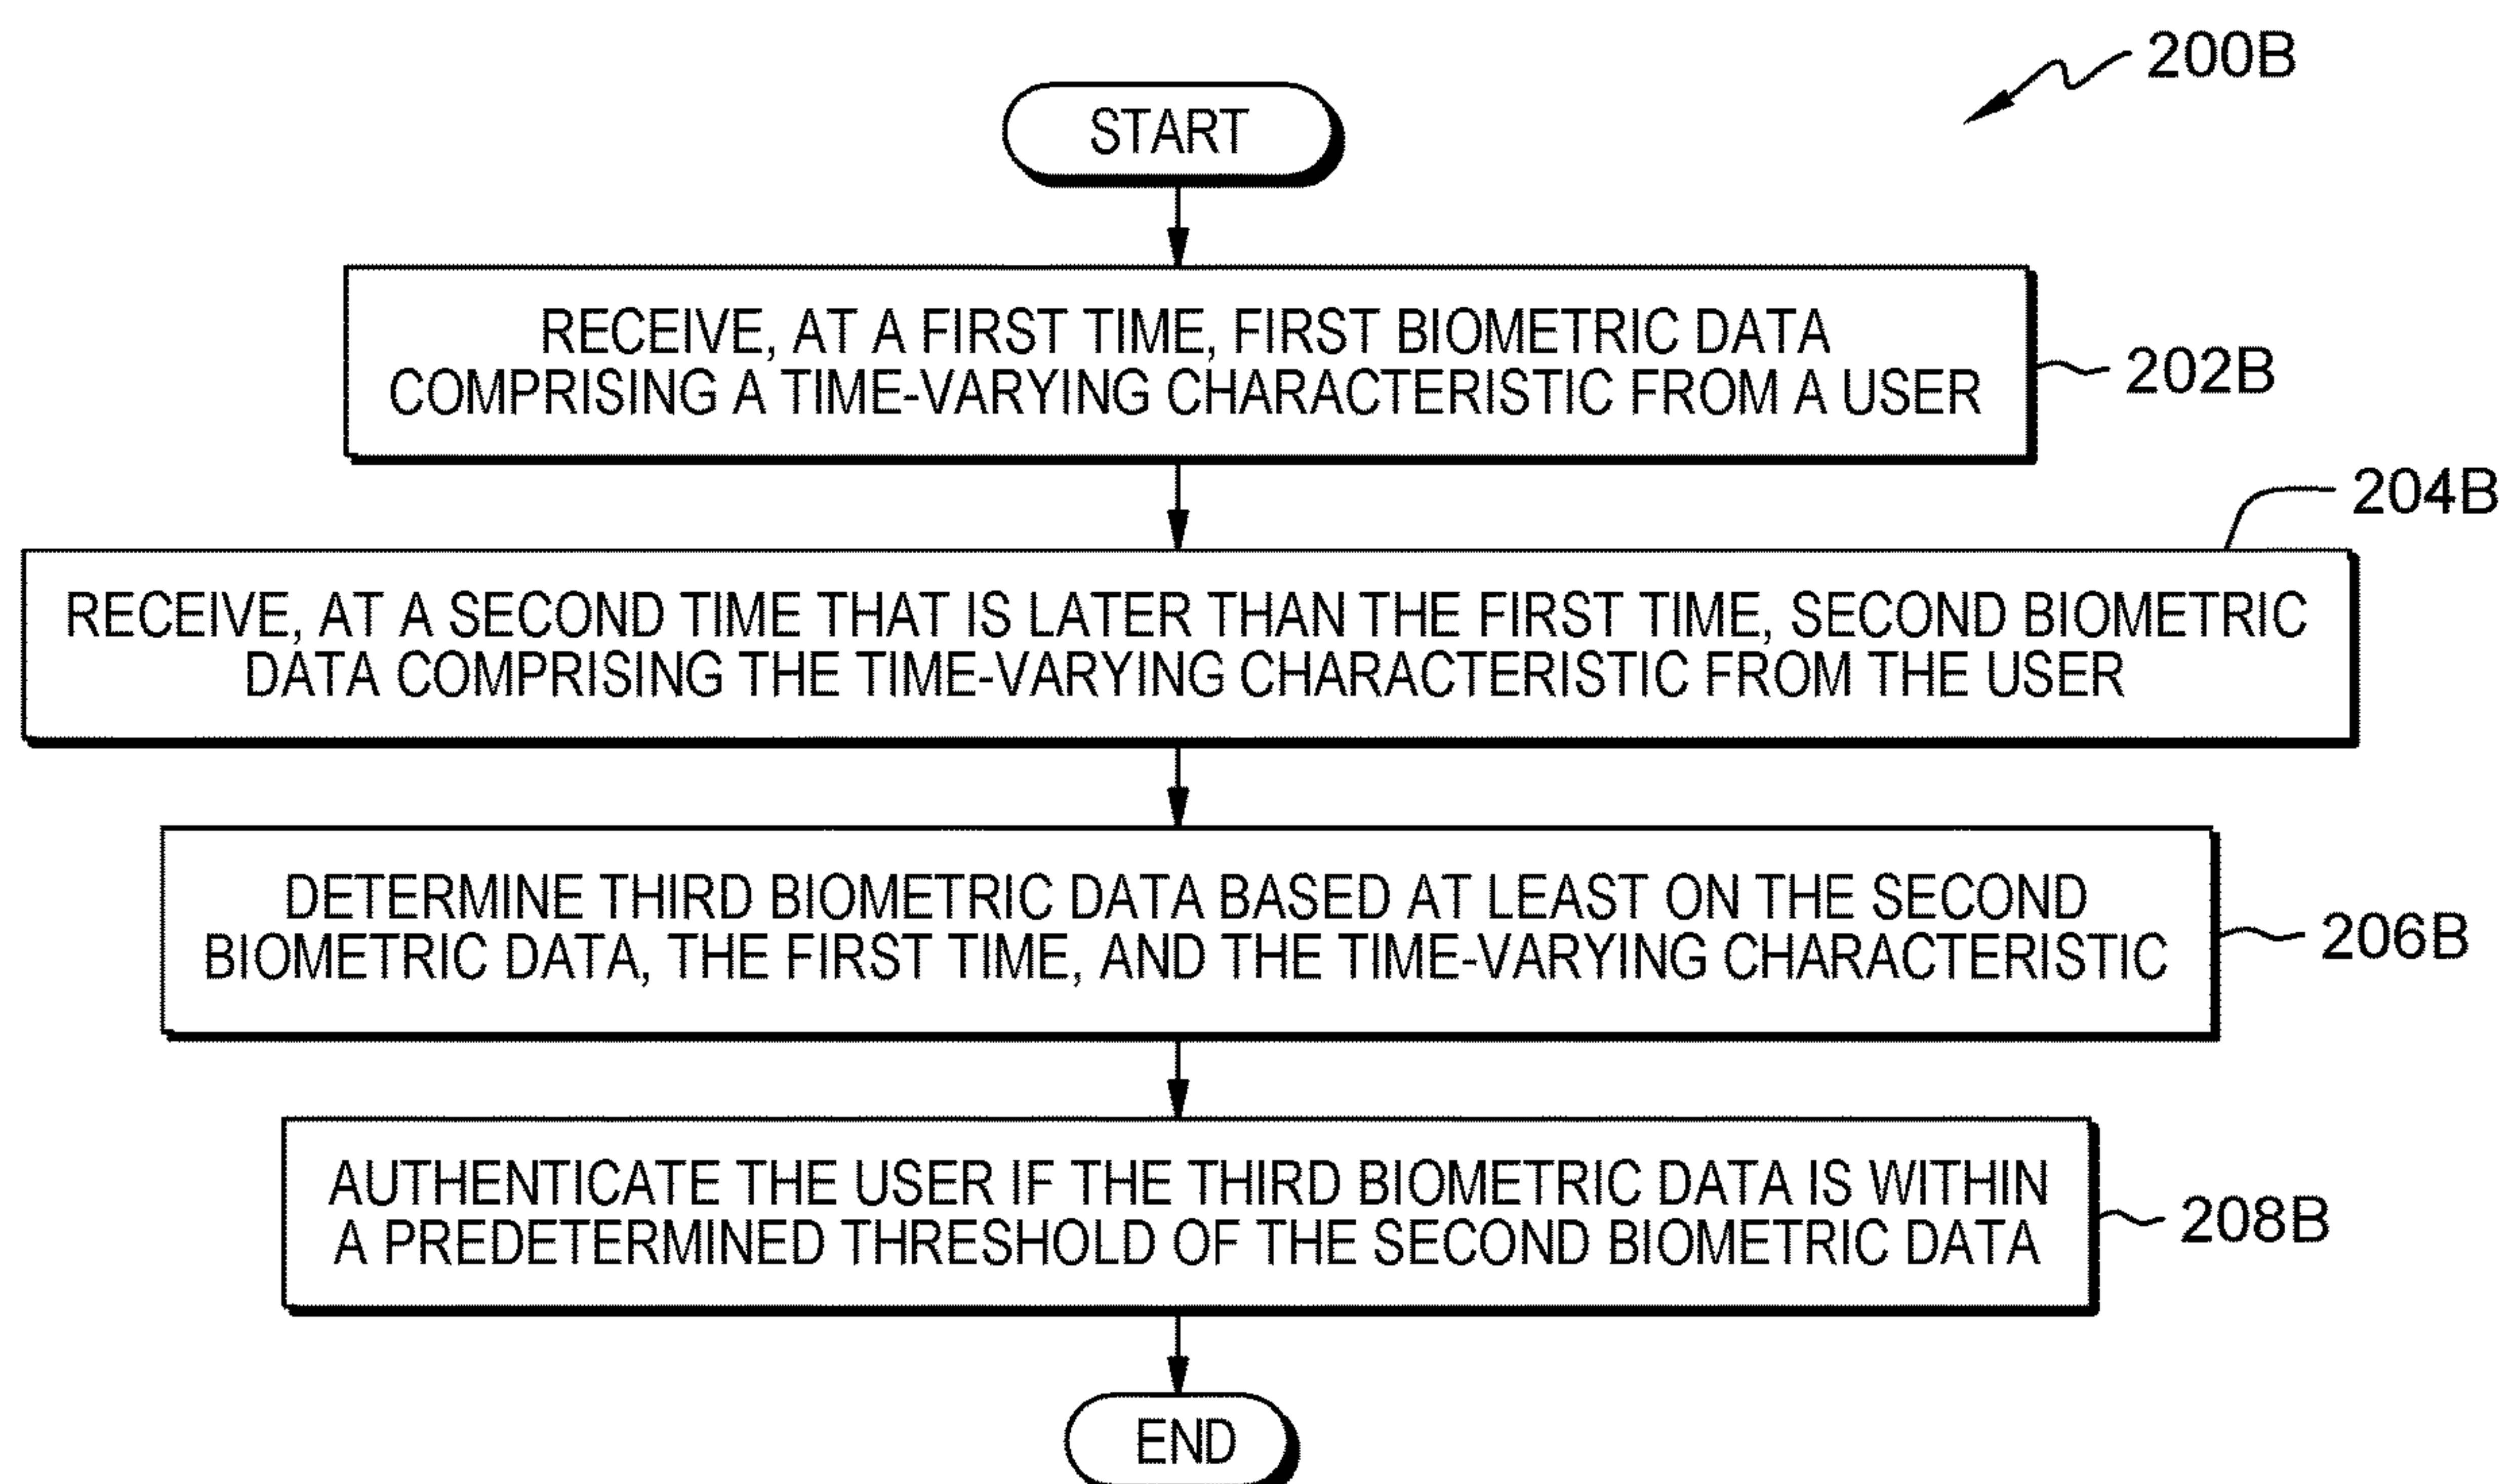 200B
START
RECEIVE, AT A FIRST TIME, FIRST BIOMETRIC DATA
COMPRISING A TIME-VARYING CHARACTERISTIC FROM A USER
202B
204B
RECEIVE, AT A SECOND TIME THAT IS LATER THAN THE FIRST TIME, SECOND BIOMETRIC
DATA COMPRISING THE TIME-VARYING CHARACTERISTIC FROM THE USER
DETERMINE THIRD BIOMETRIC DATA BASED AT LEAST ON THE SECOND
BIOMETRIC DATA, THE FIRST TIME, AND THE TIME-VARYING CHARACTERISTIC
206B
AUTHENTICATE THE USER IF THE THIRD BIOMETRIC DATA IS WITHIN
A PREDETERMINED THRESHOLD OF THE SECOND BIOMETRIC DATA
208B
END